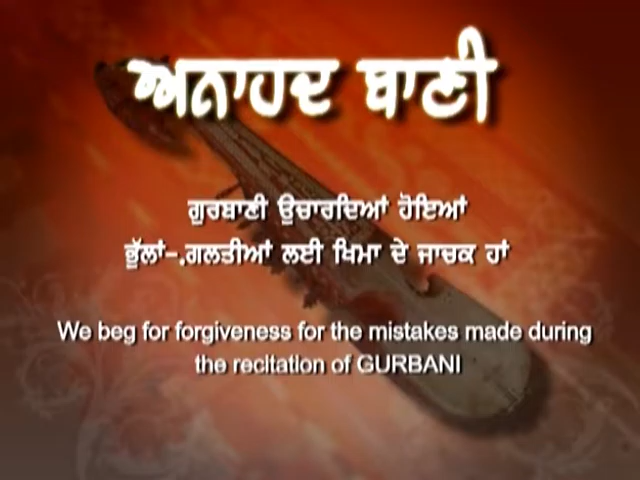 ਅਨਾਹਦ ਬਾਣੀ
ਗੁਰਬਾਣੀ ਉਚਾਰਦਿਆਂ ਹੋਇਆਂ
ਭੁੱਲਾਂ-.ਗਲਤੀਆਂ ਲਈ ਖਿਮਾ ਦੇ ਜਾਚਕ ਹਾਂ
We beg for forgiveness for the mistakes made during
the recitation of GURBANI